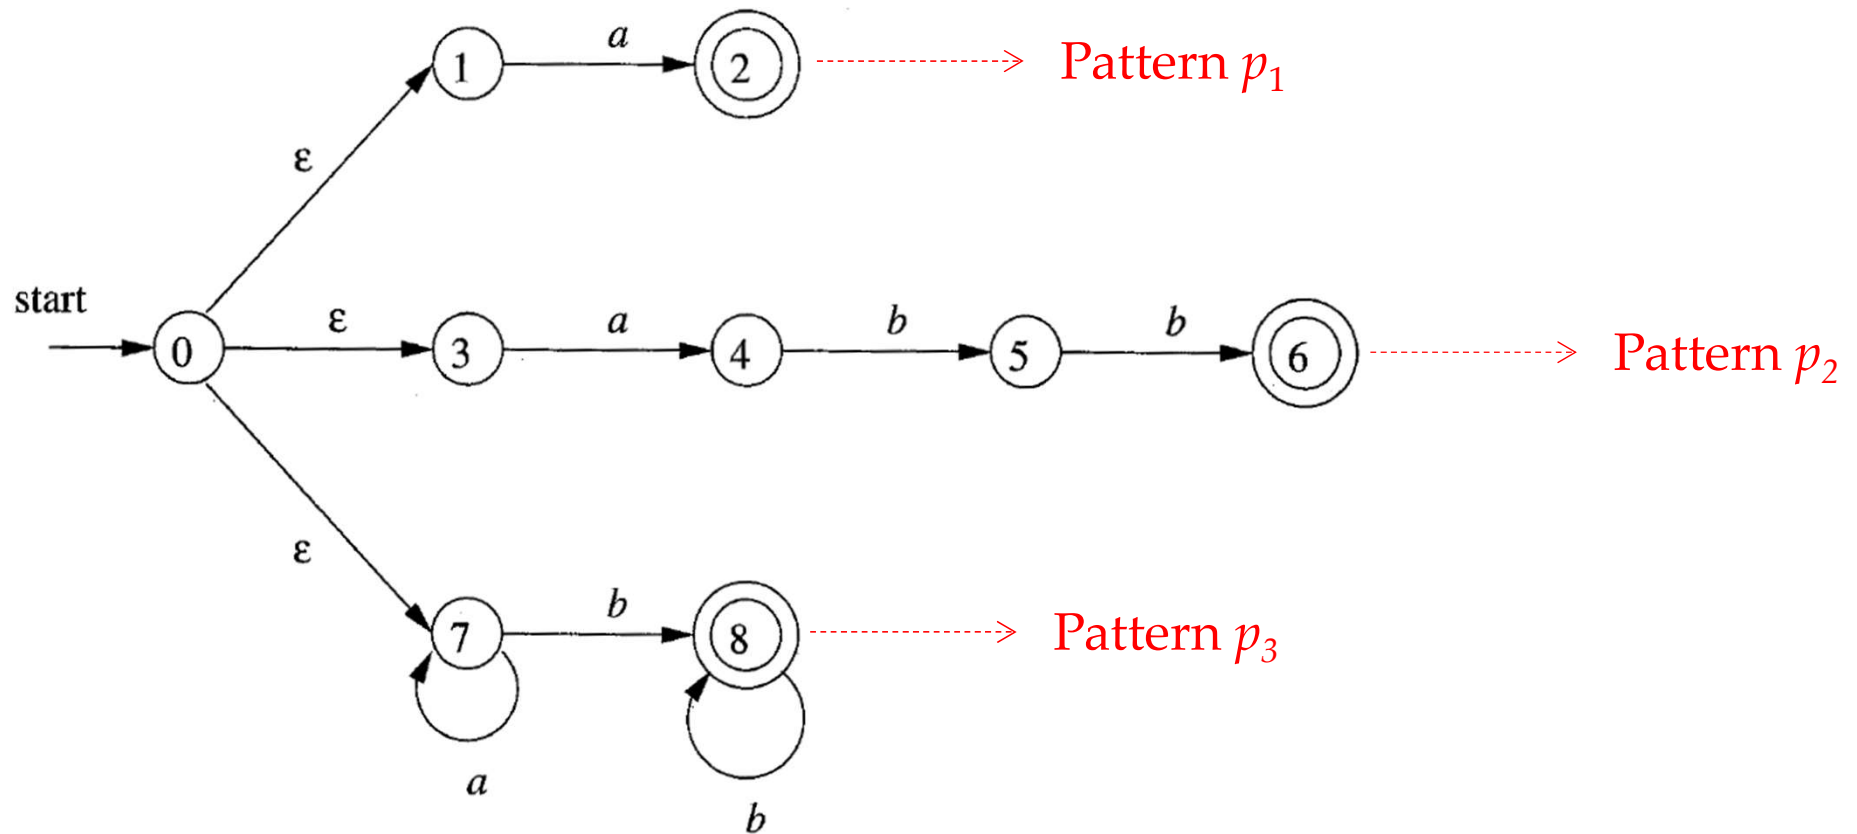 1 a 2 Pattern p₁
ε
start
0 ε 3 a 4 b 5 b 6 Pattern p₂
ε
7 b 8 Pattern p₃
a
b